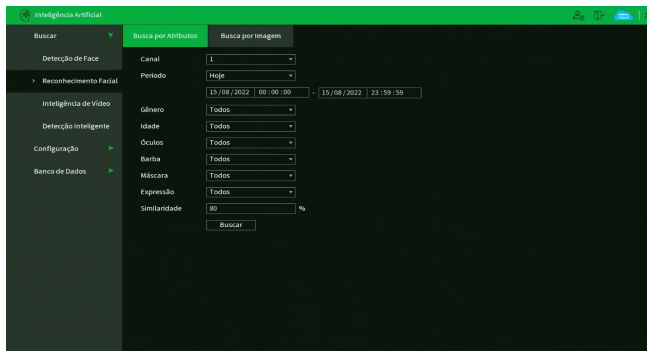 Inteligência Artificial
Buscar
Busca por Atributos
Busca por Imagem
Detecção de Face
Canal
1
> Reconhecimento Facial
Período
Hoje
15/08/2022 00:00:00 - 15/08/2022 23:59:59
Inteligência de Vídeo
Gênero
Todos
Detecção Inteligente
Idade
Todos
Configuração
Óculos
Todos
Banco de Dados
Barba
Todos
Máscara
Todos
Expressão
Todos
Similaridade
80 %
Buscar